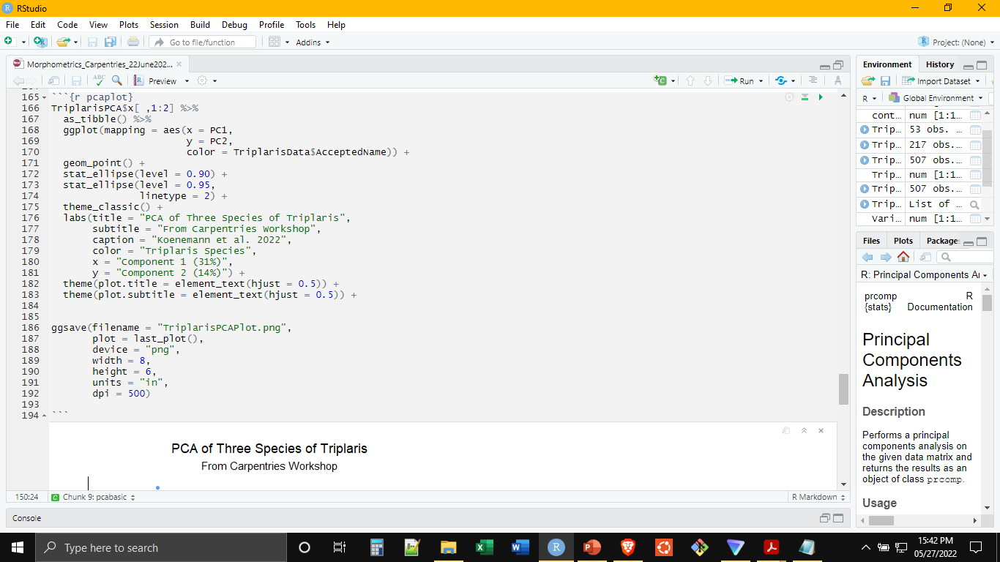 RStudio
File Edit Code View Plots Session Build Debug Profile Tools Help
Go to file/function Addins Project: (None)
Morphometrics_Carpentries_22June202...
ABC Preview Run
165 ```{r pcaplot}
166 TriplarisPCA$x[ ,1:2] %>%
167 as_tibble() %>%
168 ggplot(mapping = aes(x = PC1,
169 y = PC2,
170 color = TriplarisData$AcceptedName)) +
171 geom_point() +
172 stat_ellipse(level = 0.90) +
173 stat_ellipse(level = 0.95,
174 linetype = 2) +
175 theme_classic() +
176 labs(title = "PCA of Three Species of Triplaris",
177 subtitle = "From Carpentries Workshop",
178 caption = "Koenemann et al. 2022",
179 color = "Triplaris Species",
180 x = "Component 1 (31%)",
181 y = "Component 2 (14%)") +
182 theme(plot.title = element_text(hjust = 0.5)) +
183 theme(plot.subtitle = element_text(hjust = 0.5)) +
184
185
186 ggsave(filename = "TriplarisPCAPlot.png",
187 plot = last_plot(),
188 device = "png",
189 width = 8,
190 height = 6,
191 units = "in",
192 dpi = 500)
193
194 ```
PCA of Three Species of Triplaris
From Carpentries Workshop
150:24 C Chunk 9: pcabasic R Markdown
Console
Environment History
Import Dataset
R Global Environment
cont... num [1:1...
Trip... 53 obs. ...
Trip... 217 obs...
Trip... 507 obs...
Trip... num [1:1...
Trip... 507 obs...
Trip... List of ...
Vari... num [1:1...
Files Plots Package
R: Principal Components A
prcomp R
{stats} Documentation
Principal
Components
Analysis
Description
Performs a principal
components analysis on
the given data matrix and
returns the results as an
object of class prcomp.
Usage
Type here to search
15:42 PM
05/27/2022